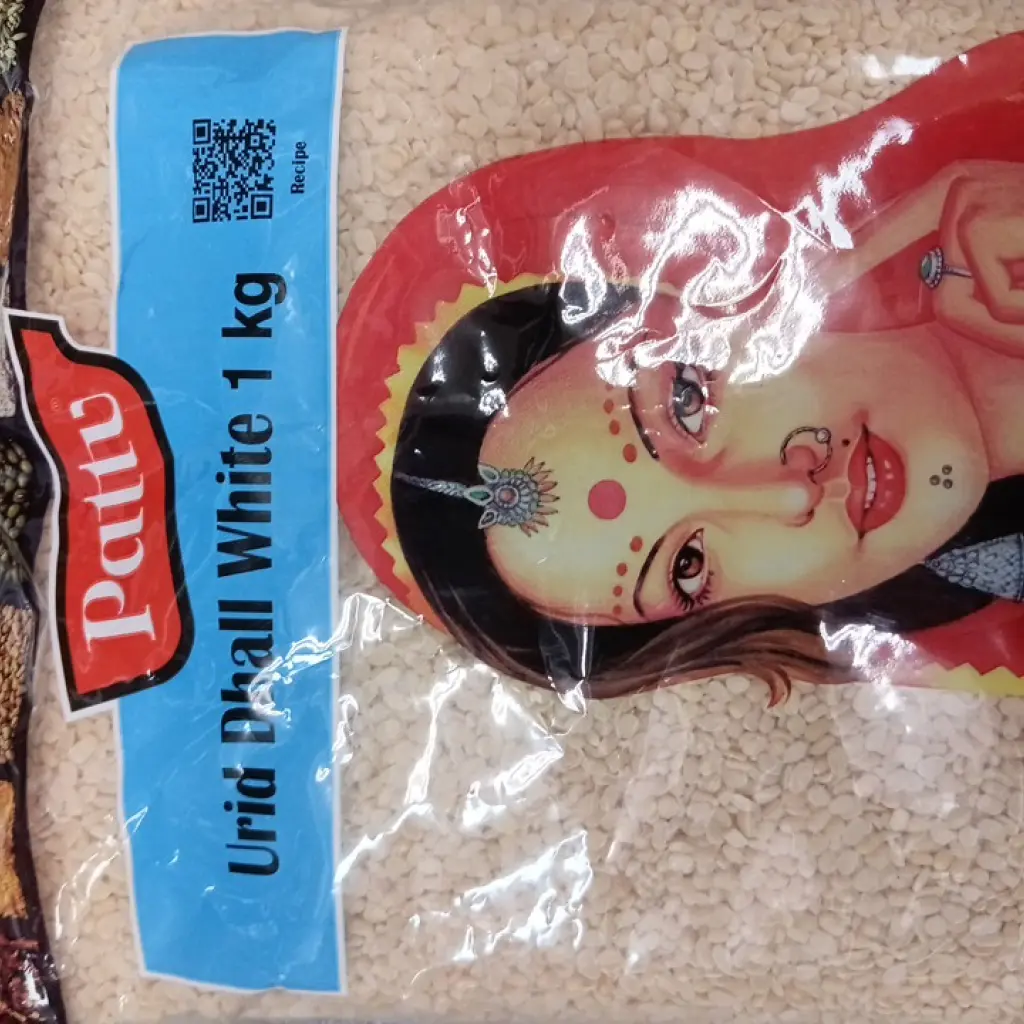 Pattu
Urid Dhall White 1 kg
Recipe